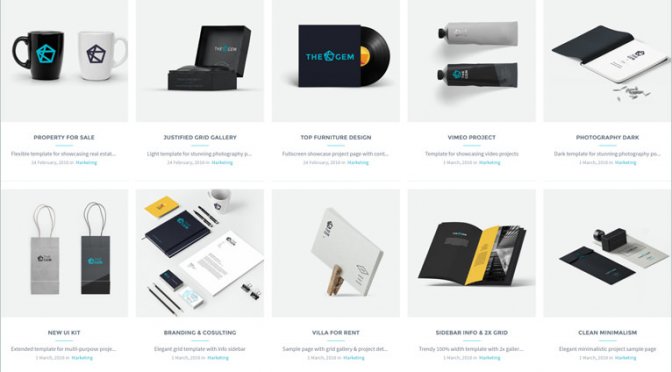 THE GEM
PROPERTY FOR SALE
Flexible template for showcasing real estat...
24 February, 2016 in Marketing
JUSTIFIED GRID GALLERY
Light template for stunning photography p...
24 February, 2016 in Marketing
TOP FURNITURE DESIGN
Fullscreen showcase project page with cont...
24 February, 2016 in Marketing
VIMEO PROJECT
Template for showcasing video projects
1 March, 2016 in Marketing
PHOTOGRAPHY DARK
Dark template for stunning photography po...
1 March, 2016 in Marketing
THE GEM
THE GEM
NEW UI KIT
Extended template for multi-purpose proje...
1 March, 2016 in Marketing
BRANDING & COSULTING
Elegant grid template with info sidebar
1 March, 2016 in Marketing
VILLA FOR RENT
Sample page with grid gallery & project det...
1 March, 2016 in Marketing
SIDEBAR INFO & 2X GRID
Trendy 100% width template with 2x galler...
1 March, 2016 in Marketing
CLEAN MINIMALISM
Elegant minimalistic project sample page
1 March, 2016 in Marketing